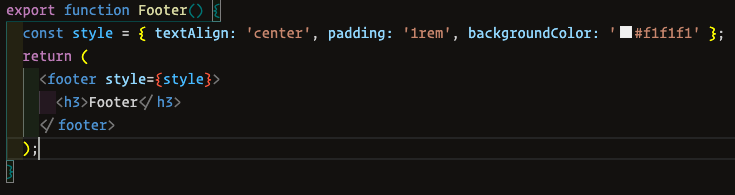 export function Footer() {
  const style = { textAlign: 'center', padding: '1rem', backgroundColor: '#f1f1f1' };
  return (
    <footer style={style}>
      <h3>Footer</h3>
    </footer>
  );
}